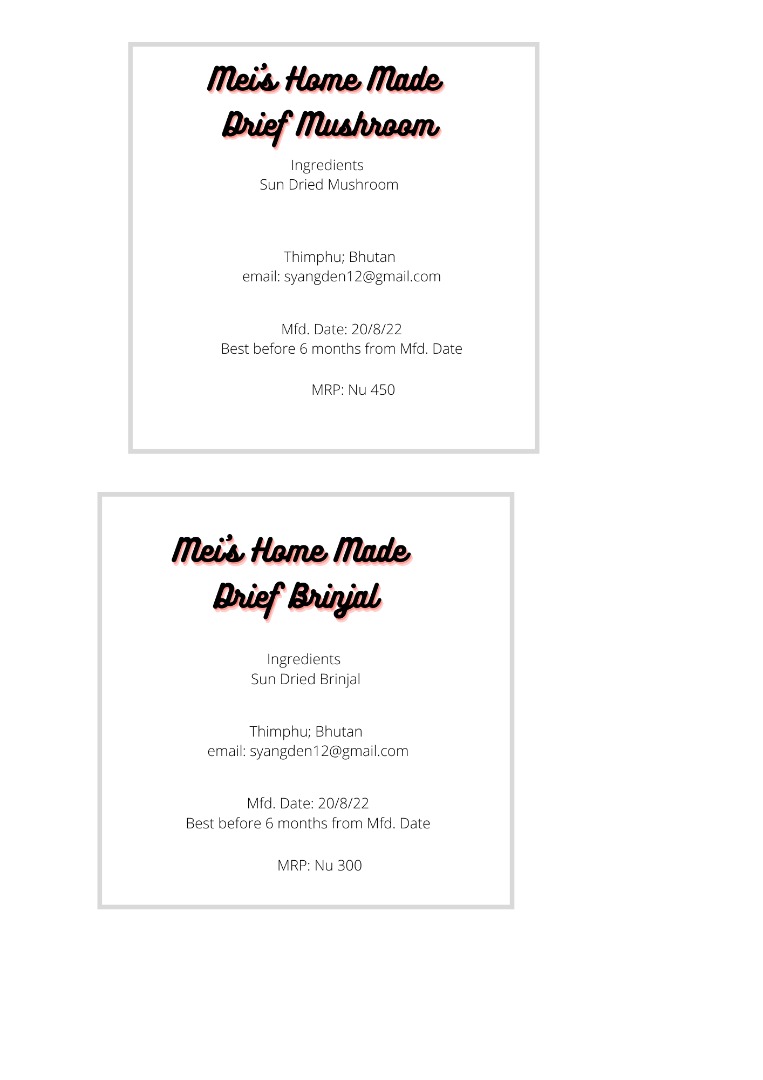 Mei's Home Made
Drief Mushroom
Ingredients
Sun Dried Mushroom
Thimphu; Bhutan
email: syangden12@gmail.com
Mfd. Date: 20/8/22
Best before 6 months from Mfd. Date
MRP: Nu 450
Mei's Home Made
Drief Brinjal
Ingredients
Sun Dried Brinjal
Thimphu; Bhutan
email: syangden12@gmail.com
Mfd. Date: 20/8/22
Best before 6 months from Mfd. Date
MRP: Nu 300